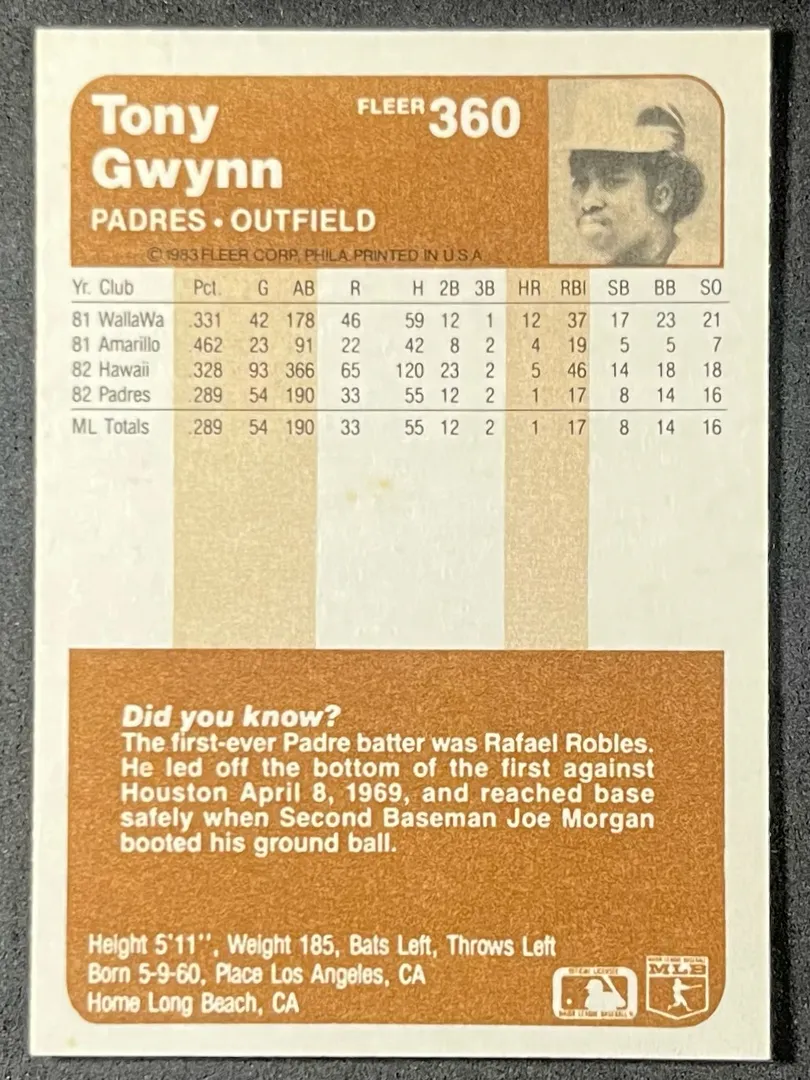 Tony
Gwynn
FLEER 360
PADRES • OUTFIELD
© 1983 FLEER CORP. PHILA. PRINTED IN U.S.A.
Yr. Club Pct. G AB R H 2B 3B HR RBI SB BB SO
81 WallaWa .331 42 178 46 59 12 1 12 37 17 23 21
81 Amarillo .462 23 91 22 42 8 2 4 19 5 5 7
82 Hawaii .328 93 366 65 120 23 2 5 46 14 18 18
82 Padres .289 54 190 33 55 12 2 1 17 8 14 16
ML Totals .289 54 190 33 55 12 2 1 17 8 14 16
Did you know?
The first-ever Padre batter was Rafael Robles.
He led off the bottom of the first against
Houston April 8, 1969, and reached base
safely when Second Baseman Joe Morgan
booted his ground ball.
Height 5'11", Weight 185, Bats Left, Throws Left
Born 5-9-60, Place Los Angeles, CA
Home Long Beach, CA
OFFICIAL LICENSEE
MAJOR LEAGUE BASEBALL
MAJOR LEAGUE BASEBALL
MLB